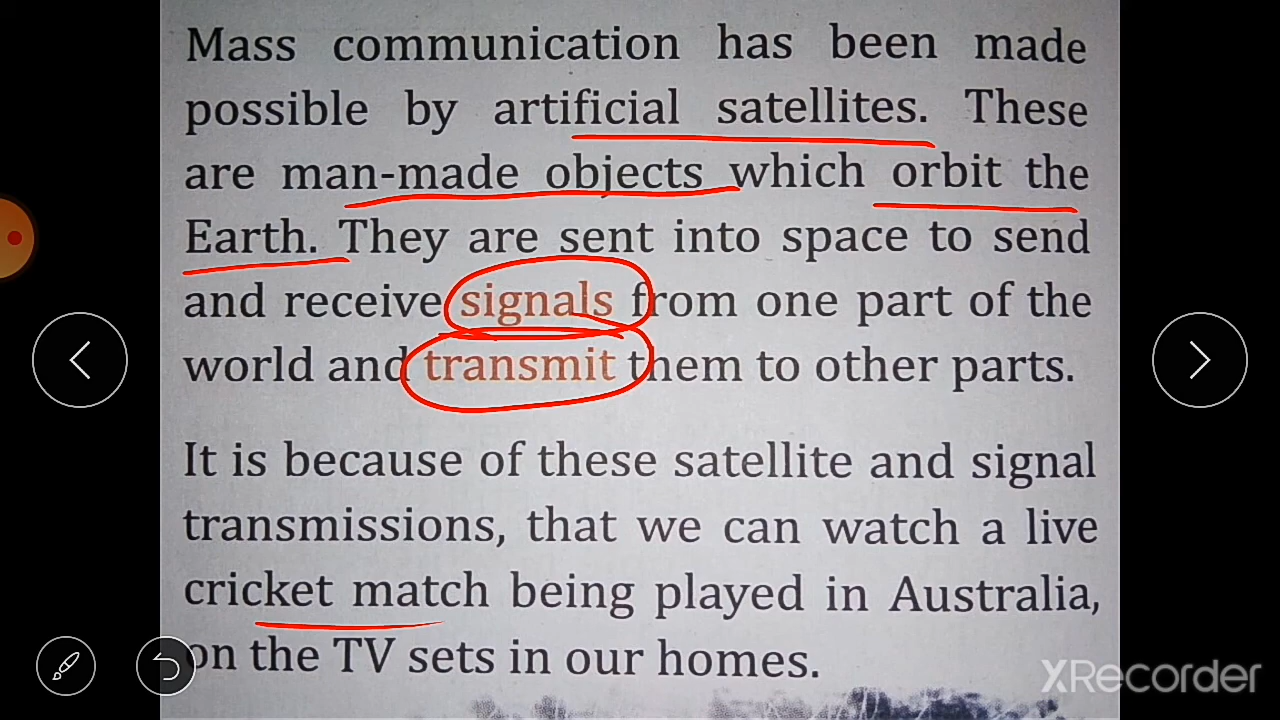 Mass communication has been made
possible by artificial satellites. These
are man-made objects which orbit the
Earth. They are sent into space to send
and receive signals from one part of the
world and transmit them to other parts.
It is because of these satellite and signal
transmissions, that we can watch a live
cricket match being played in Australia,
on the TV sets in our homes.
XRecorder